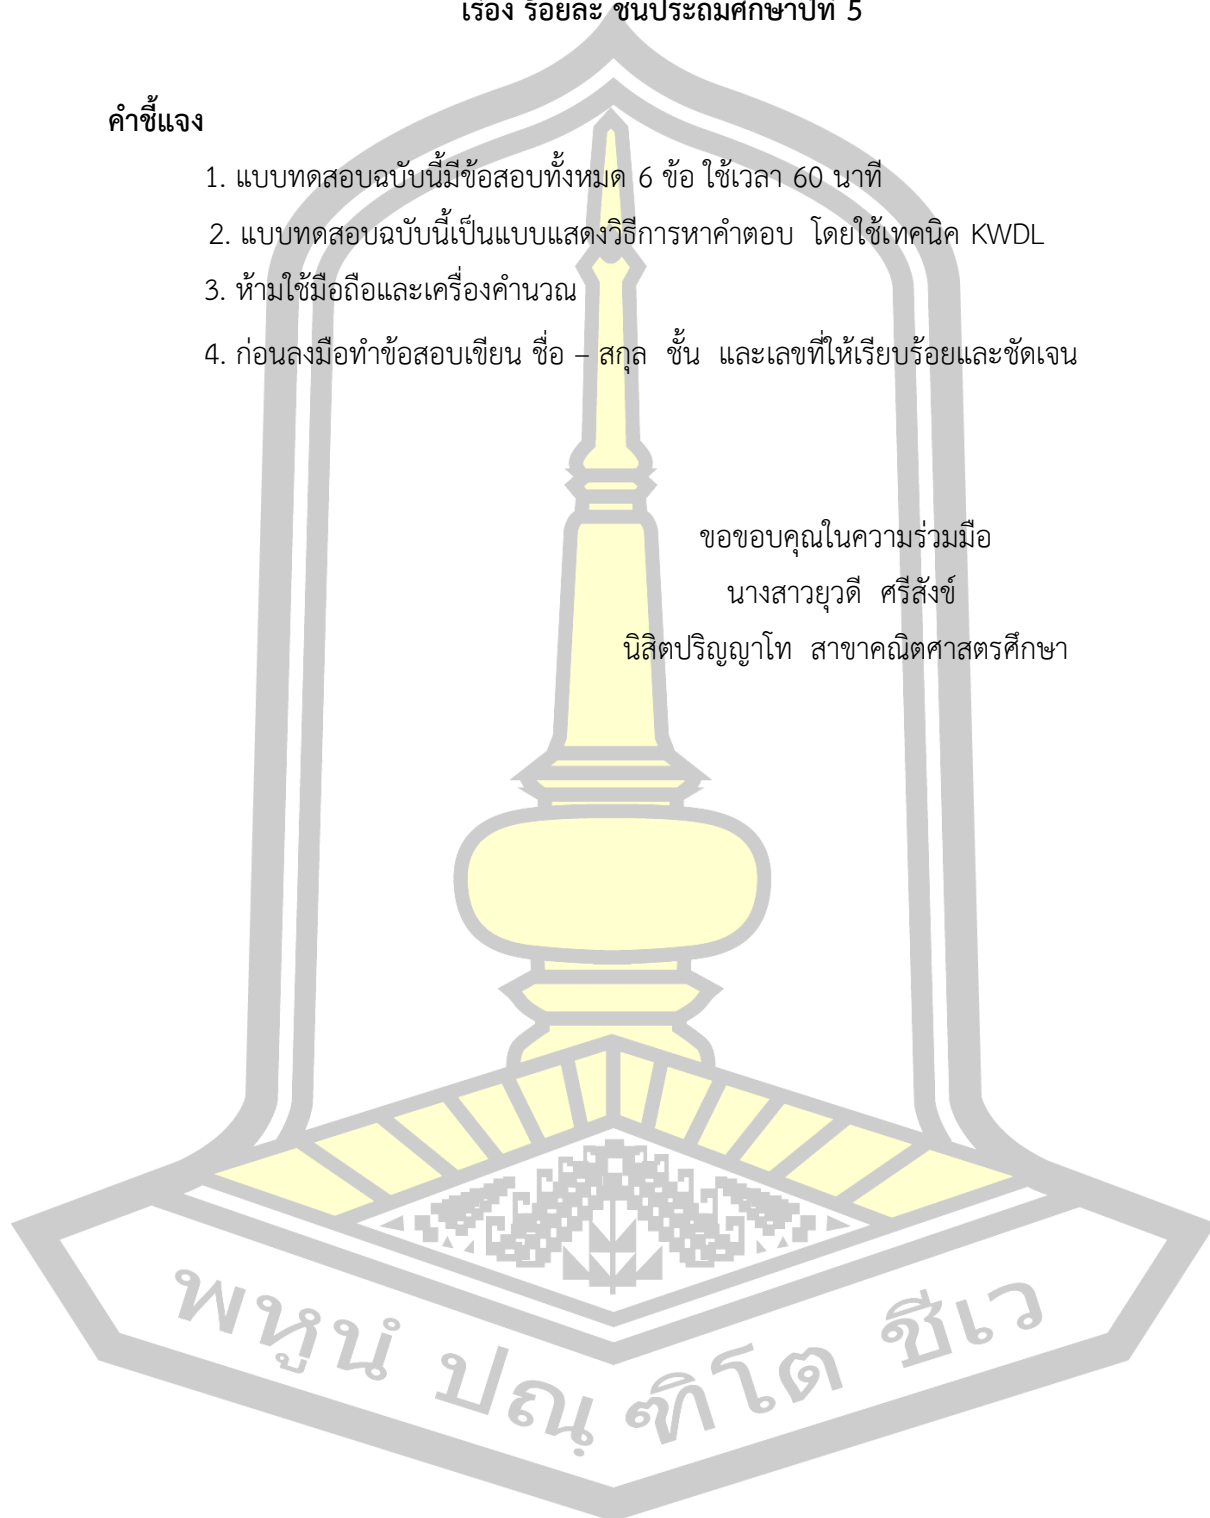 เรื่อง ร้อยละ ชั้นประถมศึกษาปีที่ 5
คำชี้แจง
1. แบบทดสอบฉบับนี้มีข้อสอบทั้งหมด 6 ข้อ ใช้เวลา 60 นาที
2. แบบทดสอบฉบับนี้เป็นแบบแสดงวิธีการหาคำตอบ โดยใช้เทคนิค KWDL
3. ห้ามใช้มือถือและเครื่องคำนวณ
4. ก่อนลงมือทำข้อสอบเขียน ชื่อ – สกุล ชั้น และเลขที่ให้เรียบร้อยและชัดเจน
ขอขอบคุณในความร่วมมือ
นางสาวยุวดี ศรีสังข์
นิสิตปริญญาโท สาขาคณิตศาสตรศึกษา
พหูนํ ปณฺฑิโต ชีเว